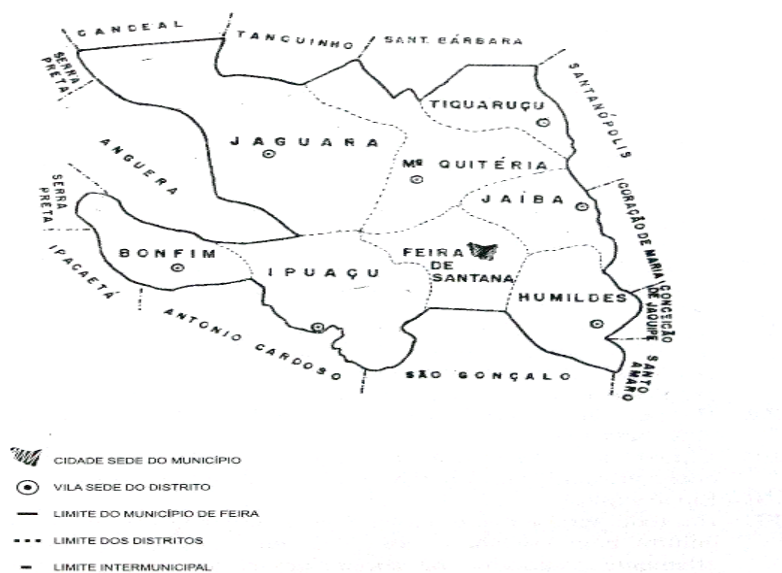 CANDEAL
TANQUINHO
SANT. BÁRBARA
SERRA
PRETA
SANTANÓPOLIS
TIQUARUÇU
JAGUARA
Mª QUITÉRIA
ANGUERA
JAÍBA
SERRA
PRETA
CORAÇÃO DE MARIA
BONFIM
FEIRA
DE
SANTANA
IPUAÇU
IPACAETÁ
HUMILDES
CONCEIÇÃO
DE JACUIPE
ANTONIO CARDOSO
SÃO GONÇALO
SANTO
AMARO
CIDADE SEDE DO MUNICÍPIO
VILA SEDE DO DISTRITO
LIMITE DO MUNICÍPIO DE FEIRA
LIMITE DOS DISTRITOS
LIMITE INTERMUNICIPAL